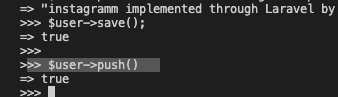 => "instagramm implemented through Laravel by
>>> $user->save();
=> true
>>>
>>> $user->push()
=> true
>>>